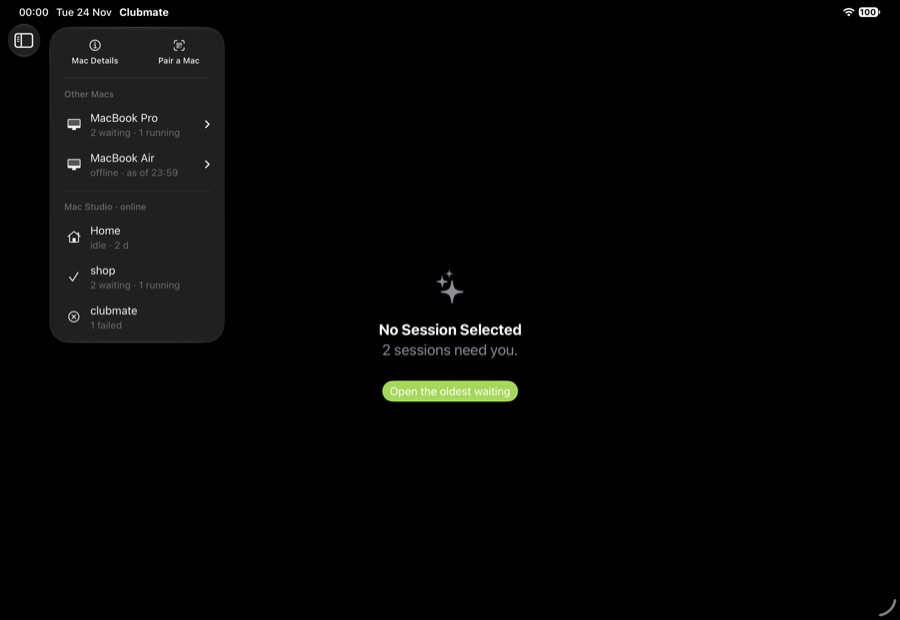 00:00 Tue 24 Nov Clubmate
100
Mac Details
Pair a Mac
Other Macs
MacBook Pro
2 waiting · 1 running
MacBook Air
offline · as of 23:59
Mac Studio · online
Home
idle · 2 d
shop
2 waiting · 1 running
clubmate
1 failed
No Session Selected
2 sessions need you.
Open the oldest waiting